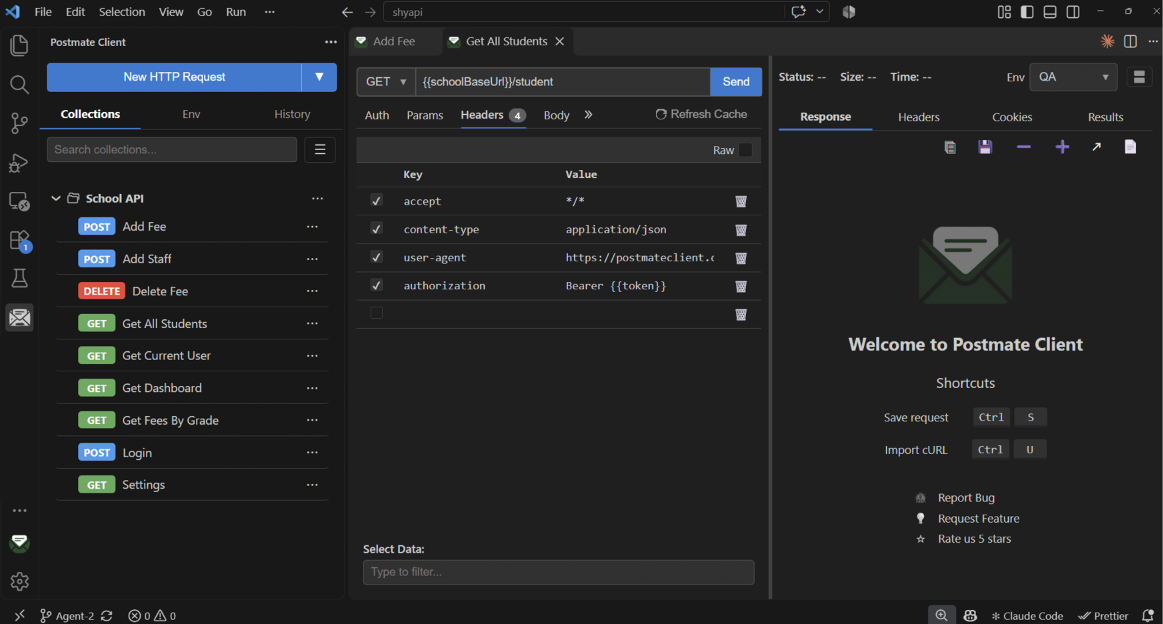 File Edit Selection View Go Run ··· shyapi
Postmate Client ···
New HTTP Request
Collections Env History
Search collections...
School API ···
POST Add Fee ···
POST Add Staff ···
DELETE Delete Fee ···
GET Get All Students ···
GET Get Current User ···
GET Get Dashboard ···
GET Get Fees By Grade ···
POST Login ···
GET Settings ···
1
Add Fee Get All Students
GET {{schoolBaseUrl}}/student Send
Auth Params Headers 4 Body » Refresh Cache
Raw
Key Value
accept */*
content-type application/json
user-agent https://postmateclient.c
authorization Bearer {{token}}
Select Data:
Type to filter...
Status: -- Size: -- Time: -- Env QA
Response Headers Cookies Results
Welcome to Postmate Client
Shortcuts
Save request Ctrl S
Import cURL Ctrl U
Report Bug
Request Feature
Rate us 5 stars
Agent-2 0 0 Claude Code Prettier